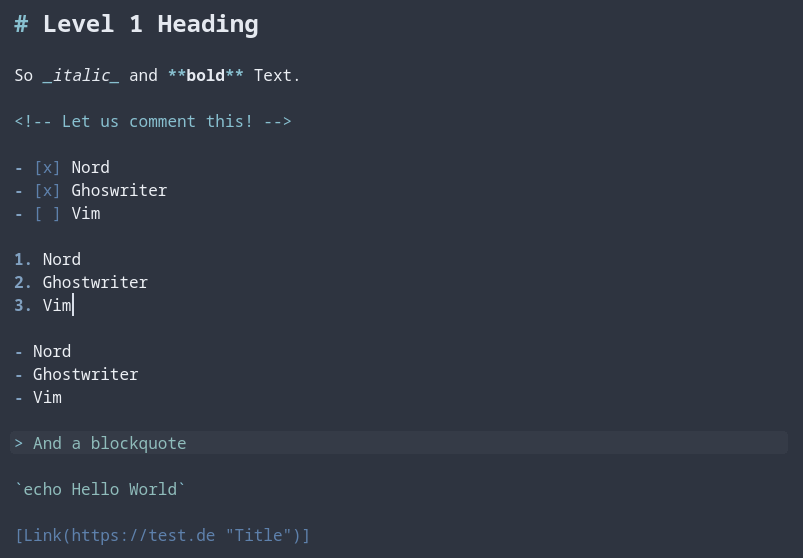 # Level 1 Heading
So _italic_ and **bold** Text.
<!-- Let us comment this! -->
- [x] Nord
- [x] Ghoswriter
- [ ] Vim
1. Nord
2. Ghostwriter
3. Vim
- Nord
- Ghostwriter
- Vim
> And a blockquote
`echo Hello World`
[Link(https://test.de "Title")]